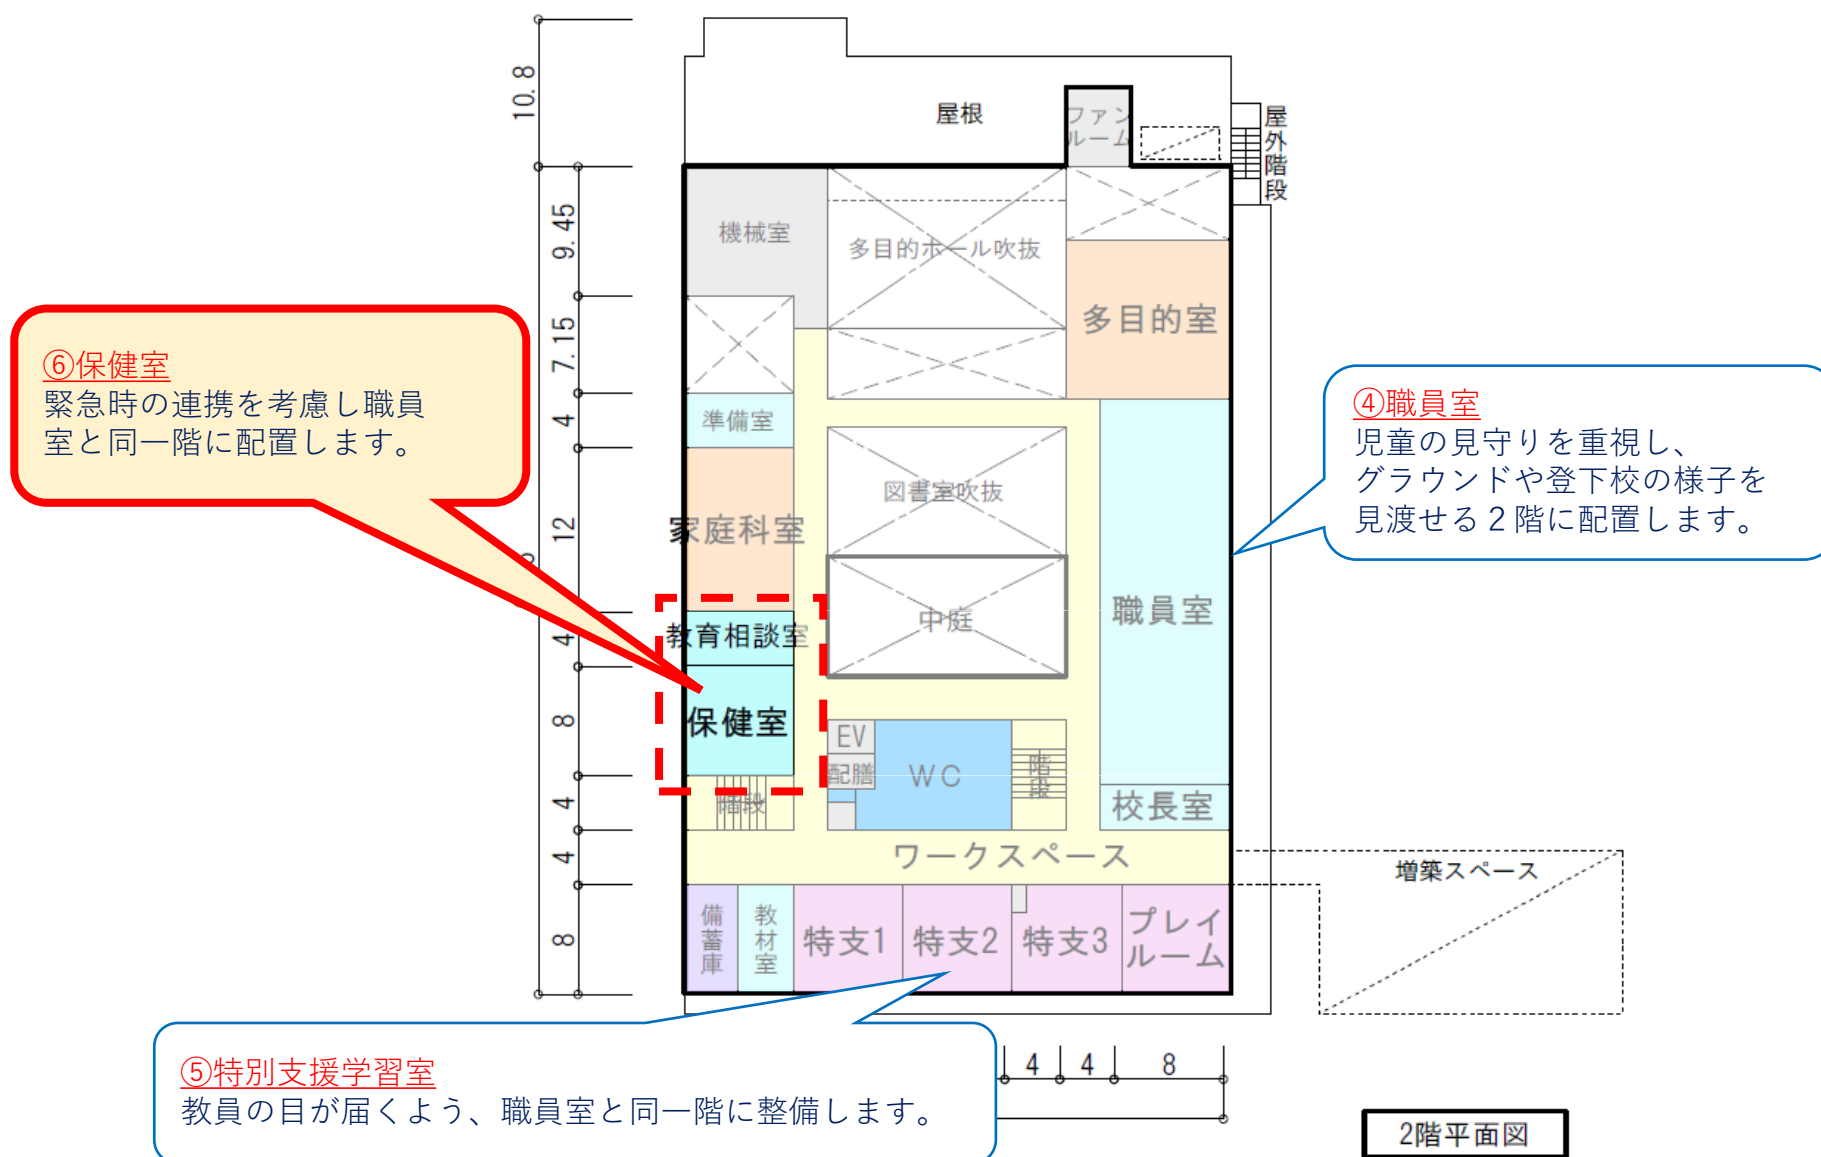 10.8
9.45
7.15
4
12
4
8
4
4
8
屋根
ファン
ルーム
屋外階段
機械室
多目的ホール吹抜
多目的室
⑥保健室
緊急時の連携を考慮し職員
室と同一階に配置します。
準備室
図書室吹抜
家庭科室
④職員室
児童の見守りを重視し、
グラウンドや登下校の様子を
見渡せる２階に配置します。
中庭
職員室
教育相談室
保健室
EV
配膳
WC
階段
階段
校長室
ワークスペース
増築スペース
備蓄庫
教材室
特支1
特支2
特支3
プレイ
ルーム
⑤特別支援学習室
教員の目が届くよう、職員室と同一階に整備します。
4
4
8
2階平面図